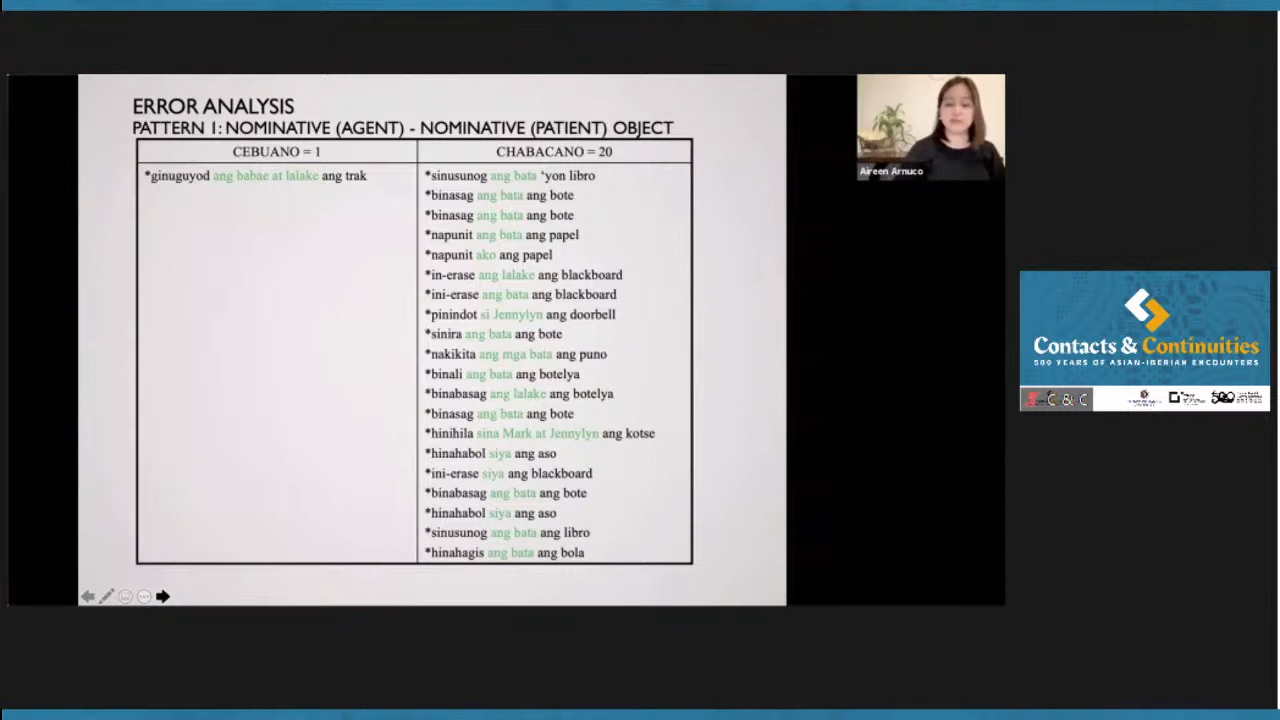 ERROR ANALYSIS
PATTERN 1: NOMINATIVE (AGENT) - NOMINATIVE (PATIENT) OBJECT
CEBUANO = 1
*ginuguyod ang babae at lalake ang trak
CHABACANO = 20
*sinusunog ang bata ‘yon libro
*binasag ang bata ang bote
*binasag ang bata ang bote
*napunit ang bata ang papel
*napunit ako ang papel
*in-erase ang lalake ang blackboard
*ini-erase ang bata ang blackboard
*pinindot si Jennylyn ang doorbell
*sinira ang bata ang bote
*nakikita ang mga bata ang puno
*binali ang bata ang botelya
*binabasag ang lalake ang botelya
*binasag ang bata ang bote
*hinihila sina Mark at Jennylyn ang kotse
*hinahabol siya ang aso
*ini-erase siya ang blackboard
*binabasag ang bata ang bote
*hinahabol siya ang aso
*sinusunog ang bata ang libro
*hinahagis ang bata ang bola
Aireen Arnuco
Contacts & Continuities
500 YEARS OF ASIAN-IBERIAN ENCOUNTERS
C & C